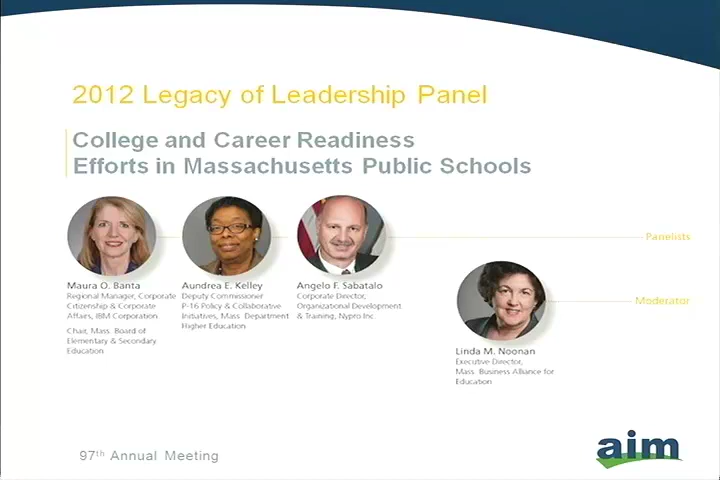 2012 Legacy of Leadership Panel
College and Career Readiness
Efforts in Massachusetts Public Schools
Panelists
Maura O. Banta
Regional Manager, Corporate
Citizenship & Corporate
Affairs, IBM Corporation
Chair, Mass. Board of
Elementary & Secondary
Education
Aundrea E. Kelley
Deputy Commissioner
P-16 Policy & Collaborative
Initiatives, Mass. Department
Higher Education
Angelo F. Sabatalo
Corporate Director,
Organizational Development
& Training, Nypro Inc.
Moderator
Linda M. Noonan
Executive Director,
Mass. Business Alliance for
Education
97th Annual Meeting
aim